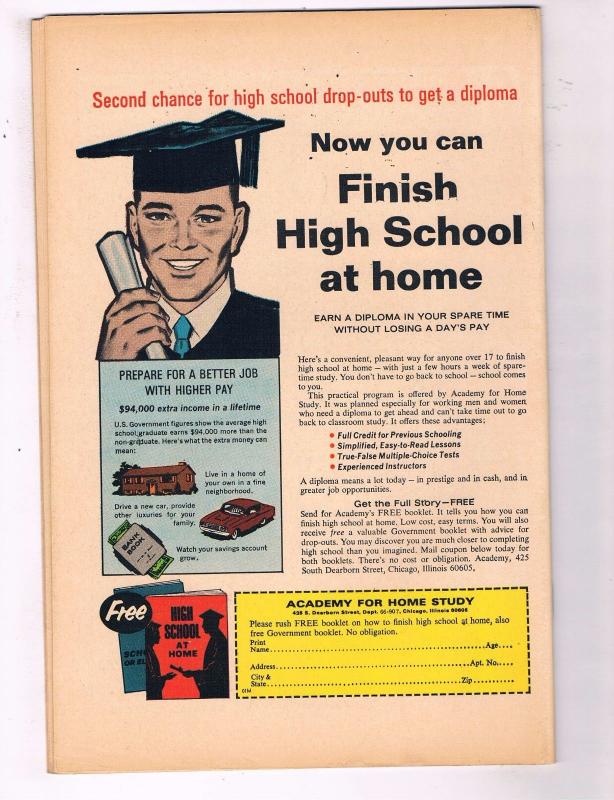 Second chance for high school drop-outs to get a diploma
Now you can
Finish
High School
at home
EARN A DIPLOMA IN YOUR SPARE TIME
WITHOUT LOSING A DAY'S PAY
PREPARE FOR A BETTER JOB
WITH HIGHER PAY
$94,000 extra income in a lifetime
U.S. Government figures show the average high
school graduate earns $94,000 more than the
non-graduate. Here's what the extra money can
mean:
Live in a home of
your own in a fine
neighborhood.
Drive a new car, provide
other luxuries for your
family.
BANK
BOOK
Watch your savings account
grow.
Here's a convenient, pleasant way for anyone over 17 to finish
high school at home — with just a few hours a week of spare-
time study. You don't have to go back to school — school comes
to you.
This practical program is offered by Academy for Home
Study. It was planned especially for working men and women
who need a diploma to get ahead and can't take time out to go
back to classroom study. It offers these advantages;
● Full Credit for Previous Schooling
● Simplified, Easy-to-Read Lessons
● True-False Multiple-Choice Tests
● Experienced Instructors
A diploma means a lot today — in prestige and in cash, and in
greater job opportunities.
Get the Full Story—FREE
Send for Academy's FREE booklet. It tells you how you can
finish high school at home. Low cost, easy terms. You will also
receive free a valuable Government booklet with advice for
drop-outs. You may discover you are much closer to completing
high school than you imagined. Mail coupon below today for
both booklets. There's no cost or obligation. Academy, 425
South Dearborn Street, Chicago, Illinois 60605,
Free
SCH
OR EL
HIGH
SCHOOL
AT
HOME
ACADEMY FOR HOME STUDY
425 S. Dearborn Street, Dept. 66-907, Chicago, Illinois 60605
Please rush FREE booklet on how to finish high school at home, also
free Government booklet. No obligation.
Print
Name Age
Address Apt. No.
City &
State Zip
01M